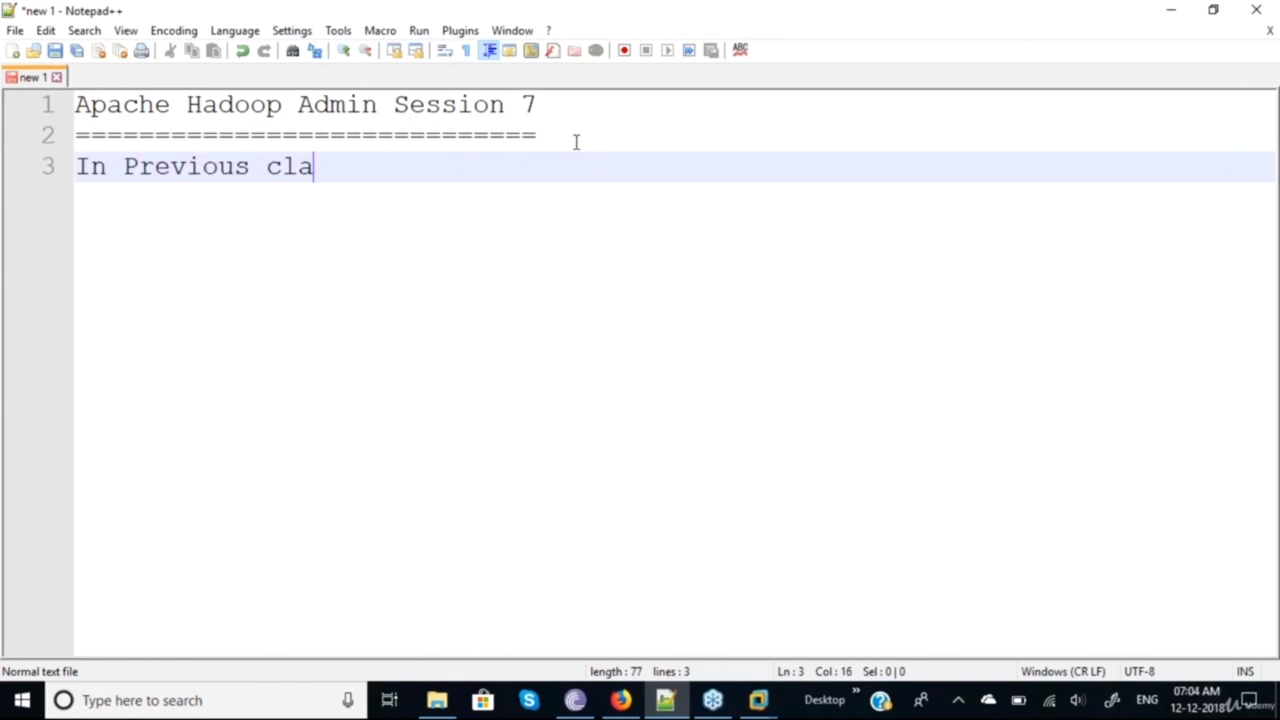 *new 1 - Notepad++
File Edit Search View Encoding Language Settings Tools Macro Run Plugins Window ? X
ABC
new 1
1 Apache Hadoop Admin Session 7
2 =============================
3 In Previous cla
Normal text file length : 77 lines : 3 Ln : 3 Col : 16 Sel : 0 | 0 Windows (CR LF) UTF-8 INS
Type here to search Desktop ENG 07:04 AM
12-12-2018 Udemy